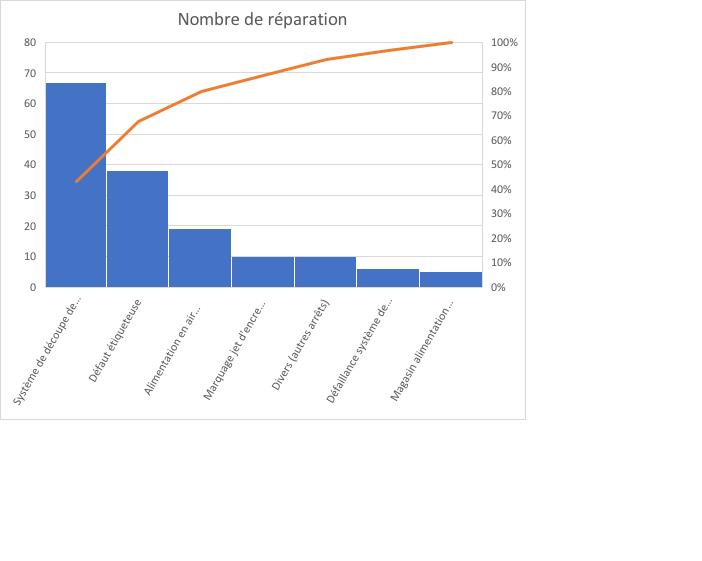 Nombre de réparation
80
70
60
50
40
30
20
10
0
100%
90%
80%
70%
60%
50%
40%
30%
20%
10%
0%
Système de découpe de...
Défaut étiqueteuse
Alimentation en air...
Marquage jet d'encre...
Divers (autres arrêts)
Défaillance système de...
Magasin alimentation...